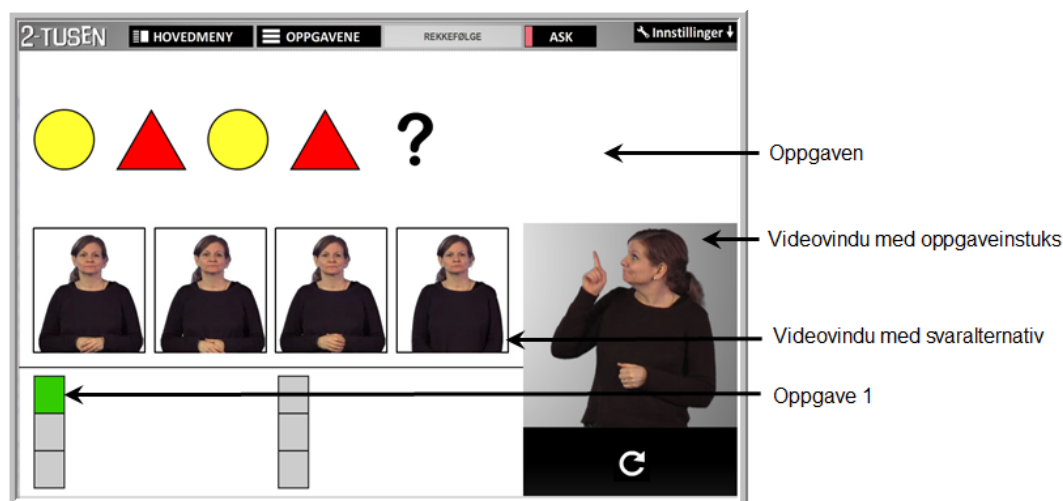 2-TUSEN HOVEDMENY OPPGAVENE REKKEFØLGE ASK Innstillinger
?
Oppgaven
Videovindu med oppgaveinstuks
Videovindu med svaralternativ
Oppgave 1